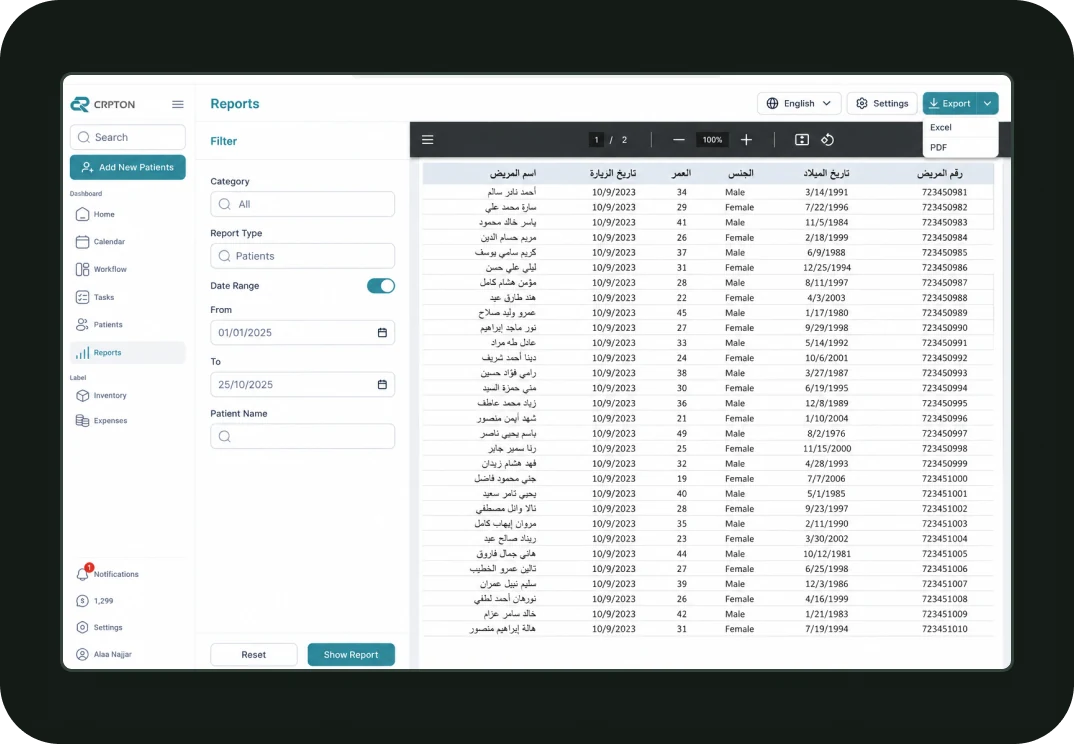 CRPTON
Search
Add New Patients
Dashboard
Home
Calendar
Workflow
Tasks
Patients
Reports
Label
Inventory
Expenses
1
Notifications
$ 1,299
Settings
Alaa Najjar
Reports
English
Settings
Export
Excel
PDF
Filter
Category
All
Report Type
Patients
Date Range
From
01/01/2025
To
25/10/2025
Patient Name
Reset
Show Report
1 / 2
100%
اسم المريض تاريخ الزيارة العمر الجنس تاريخ الميلاد رقم المريض
أحمد نادر سالم 10/9/2023 34 Male 3/14/1991 723450981
سارة محمد علي 10/9/2023 29 Female 7/22/1996 723450982
ياسر خالد محمود 10/9/2023 41 Male 11/5/1984 723450983
مريم حسام الدين 10/9/2023 26 Female 2/18/1999 723450984
كريم سامي يوسف 10/9/2023 37 Male 6/9/1988 723450985
ليلي علي حسن 10/9/2023 31 Female 12/25/1994 723450986
مؤمن هشام كامل 10/9/2023 28 Male 8/11/1997 723450987
هند طارق عيد 10/9/2023 22 Female 4/3/2003 723450988
عمرو وليد صلاح 10/9/2023 45 Male 1/17/1980 723450989
نور ماجد إبراهيم 10/9/2023 27 Female 9/29/1998 723450990
عادل طه مراد 10/9/2023 33 Male 5/14/1992 723450991
دينا أحمد شريف 10/9/2023 24 Female 10/6/2001 723450992
رامي فؤاد حسين 10/9/2023 38 Male 3/27/1987 723450993
مني حمزة السيد 10/9/2023 30 Female 6/19/1995 723450994
زياد محمد عاطف 10/9/2023 36 Male 12/8/1989 723450995
شهد أيمن منصور 10/9/2023 21 Female 1/10/2004 723450996
باسم يحيي ناصر 10/9/2023 49 Male 8/2/1976 723450997
رنا سمير جابر 10/9/2023 25 Female 11/15/2000 723450998
فهد هشام زيدان 10/9/2023 32 Male 4/28/1993 723450999
جني محمود فاضل 10/9/2023 19 Female 7/7/2006 723451000
يحيي تامر سعيد 10/9/2023 40 Male 5/1/1985 723451001
تالا وائل مصطفي 10/9/2023 28 Female 9/23/1997 723451002
مروان إيهاب كامل 10/9/2023 35 Male 2/11/1990 723451003
ريناد صالح عبد 10/9/2023 23 Female 3/30/2002 723451004
هاني جمال فاروق 10/9/2023 44 Male 10/12/1981 723451005
تالين عمرو الخطيب 10/9/2023 27 Female 6/25/1998 723451006
سليم نبيل عمران 10/9/2023 39 Male 12/3/1986 723451007
نورهان أحمد لطفي 10/9/2023 26 Female 4/16/1999 723451008
خالد سامر عزام 10/9/2023 42 Male 1/21/1983 723451009
هالة إبراهيم منصور 10/9/2023 31 Female 7/19/1994 723451010